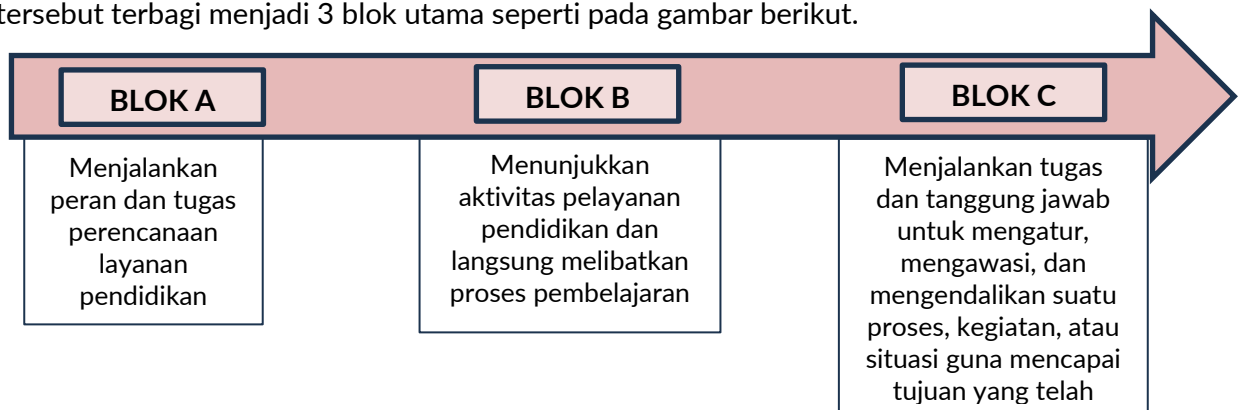 tersebut terbagi menjadi 3 blok utama seperti pada gambar berikut.
BLOK A
Menjalankan
peran dan tugas
perencanaan
layanan
pendidikan
BLOK B
Menunjukkan
aktivitas pelayanan
pendidikan dan
langsung melibatkan
proses pembelajaran
BLOK C
Menjalankan tugas
dan tanggung jawab
untuk mengatur,
mengawasi, dan
mengendalikan suatu
proses, kegiatan, atau
situasi guna mencapai
tujuan yang telah